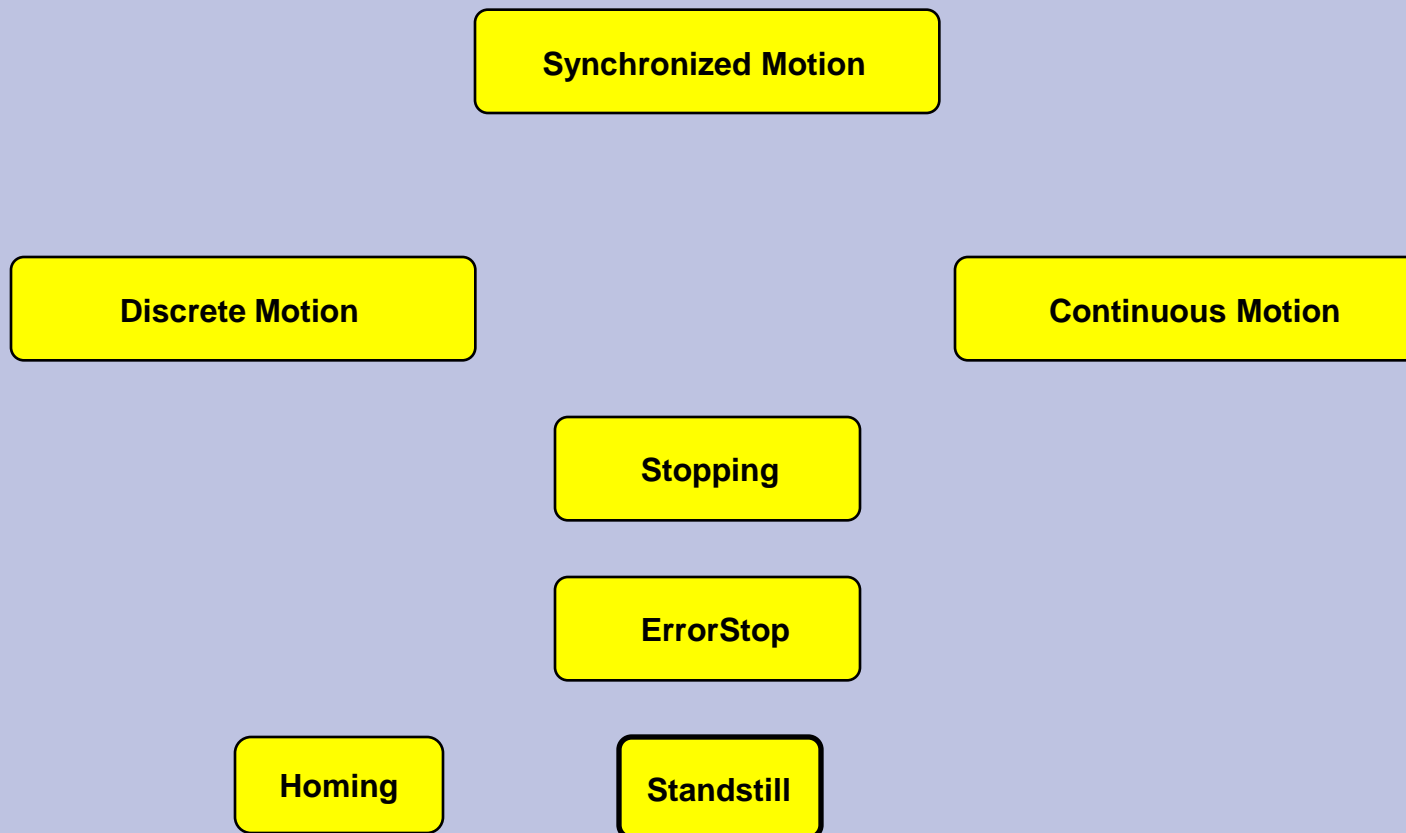 Synchronized Motion
Discrete Motion
Continuous Motion
Stopping
ErrorStop
Homing
Standstill